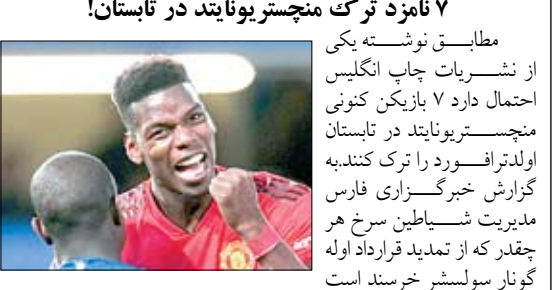 ۷ نامزد ترک منچستریونایتد در تابستان!
مطابق نوشته یکی
از نشریات چاپ انگلیس
احتمال دارد ۷ بازیکن کنونی
منچستریونایتد در تابستان
اولدترافورد را ترک کنند.به
گزارش خبرگزاری فارس
مدیریت شیاطین سرخ هر
چقدر که از تمدید قرارداد اوله
گونار سولسشر خرسند است